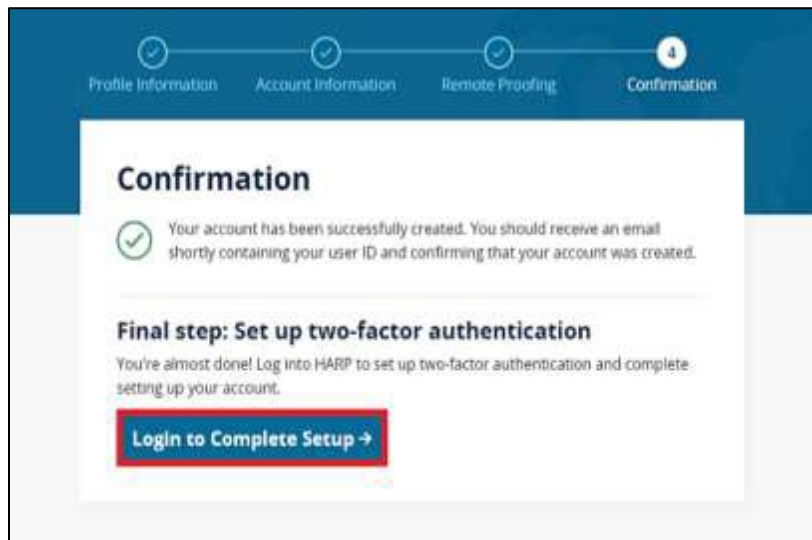 4
Profile Information Account Information Remote Proofing Confirmation
Confirmation
Your account has been successfully created. You should receive an email
shortly containing your user ID and confirming that your account was created.
Final step: Set up two-factor authentication
You're almost done! Log into HARP to set up two-factor authentication and complete
setting up your account.
Login to Complete Setup →